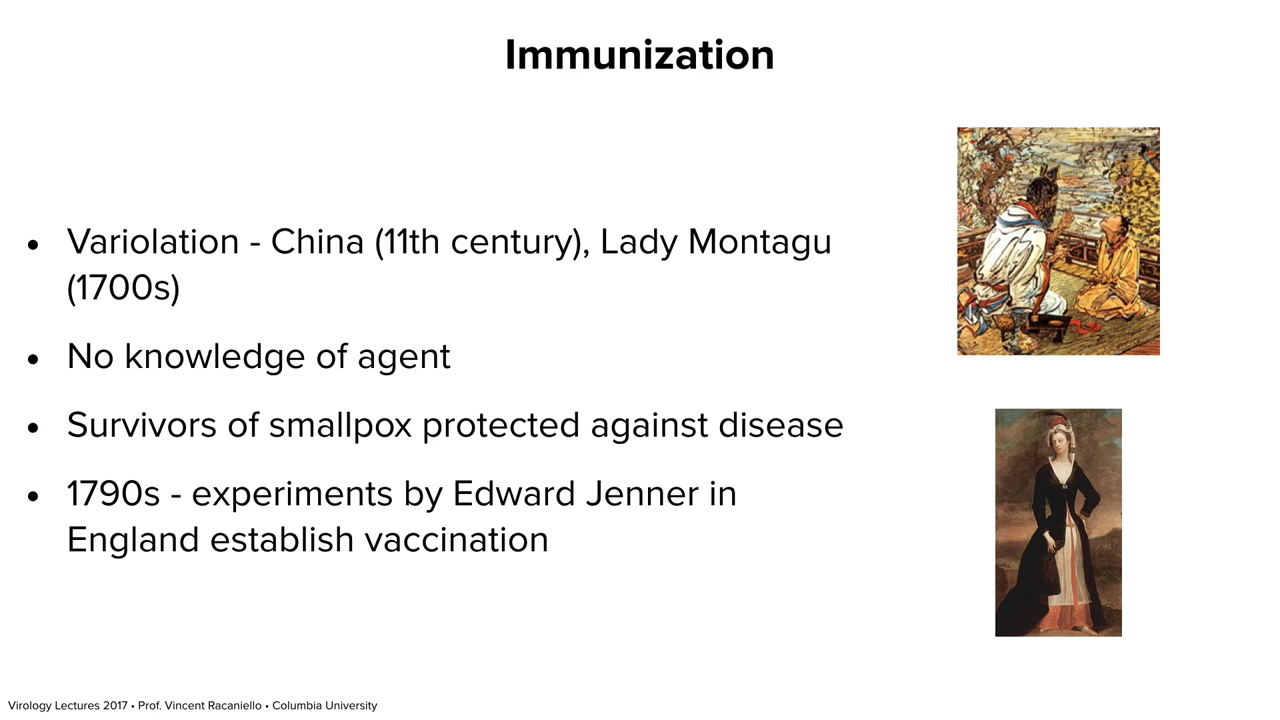 Immunization
• Variolation - China (11th century), Lady Montagu
(1700s)
• No knowledge of agent
• Survivors of smallpox protected against disease
• 1790s - experiments by Edward Jenner in
England establish vaccination
Virology Lectures 2017 • Prof. Vincent Racaniello • Columbia University